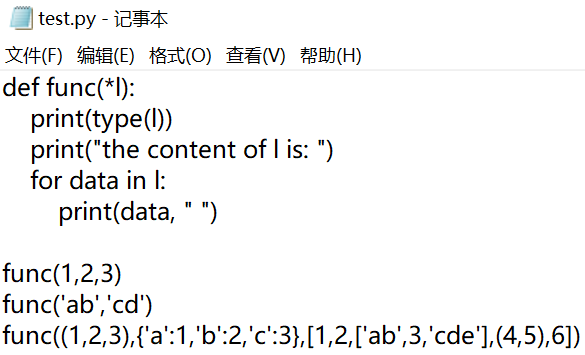 test.py - 记事本
文件(F) 编辑(E) 格式(O) 查看(V) 帮助(H)
def func(*l):
    print(type(l))
    print("the content of l is: ")
    for data in l:
        print(data, " ")

func(1,2,3)
func('ab','cd')
func((1,2,3),{'a':1,'b':2,'c':3},[1,2,['ab',3,'cde'],(4,5),6])